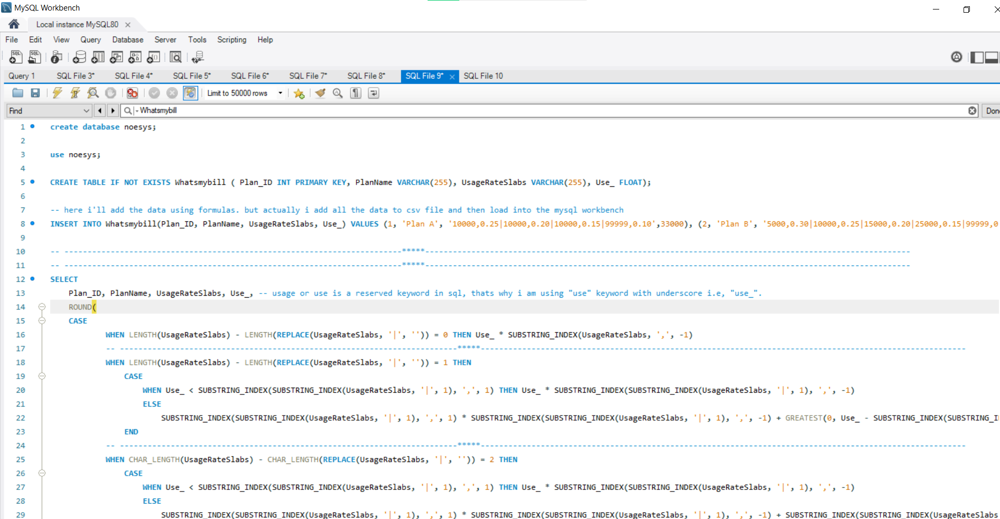 MySQL Workbench
Local instance MySQL80
File Edit View Query Database Server Tools Scripting Help
Query 1 SQL File 3* SQL File 4* SQL File 5* SQL File 6* SQL File 7* SQL File 8* SQL File 9* SQL File 10
Limit to 50000 rows
Find Whatsmybill Don
1 create database noesys;
2
3 use noesys;
4
5 CREATE TABLE IF NOT EXISTS Whatsmybill ( Plan_ID INT PRIMARY KEY, PlanName VARCHAR(255), UsageRateSlabs VARCHAR(255), Use_ FLOAT);
6
7 -- here i'll add the data using formulas. but actually i add all the data to csv file and then load into the mysql workbench
8 INSERT INTO Whatsmybill(Plan_ID, PlanName, UsageRateSlabs, Use_) VALUES (1, 'Plan A', '10000,0.25|10000,0.20|10000,0.15|99999,0.10',33000), (2, 'Plan B', '5000,0.30|10000,0.25|15000,0.20|25000,0.15|99999,0
9
10 -- -------------------------------------------------------------------------*****---------------------------------------------------------------------------------------------------------
11 -- -------------------------------------------------------------------------*****---------------------------------------------------------------------------------------------------------
12 SELECT
13 Plan_ID, PlanName, UsageRateSlabs, Use_, -- usage or use is a reserved keyword in sql, thats why i am using "use" keyword with underscore i.e, "use_".
14 ROUND(
15 CASE
16 WHEN LENGTH(UsageRateSlabs) - LENGTH(REPLACE(UsageRateSlabs, '|', '')) = 0 THEN Use_ * SUBSTRING_INDEX(UsageRateSlabs, ',', -1)
17 -- -------------------------------------------------------------------------*****---------------------------------------------------------------------------------------------------------
18 WHEN LENGTH(UsageRateSlabs) - LENGTH(REPLACE(UsageRateSlabs, '|', '')) = 1 THEN
19 CASE
20 WHEN Use_ < SUBSTRING_INDEX(SUBSTRING_INDEX(UsageRateSlabs, '|', 1), ',', 1) THEN Use_ * SUBSTRING_INDEX(SUBSTRING_INDEX(UsageRateSlabs, '|', 1), ',', -1)
21 ELSE
22 SUBSTRING_INDEX(SUBSTRING_INDEX(UsageRateSlabs, '|', 1), ',', 1) * SUBSTRING_INDEX(SUBSTRING_INDEX(UsageRateSlabs, '|', 1), ',', -1) + GREATEST(0, Use_ - SUBSTRING_INDEX(SUBSTRING_I
23 END
24 -- -------------------------------------------------------------------------*****---------------------------------------------------------------------------------------------------------
25 WHEN CHAR_LENGTH(UsageRateSlabs) - CHAR_LENGTH(REPLACE(UsageRateSlabs, '|', '')) = 2 THEN
26 CASE
27 WHEN Use_ < SUBSTRING_INDEX(SUBSTRING_INDEX(UsageRateSlabs, '|', 1), ',', 1) THEN Use_ * SUBSTRING_INDEX(SUBSTRING_INDEX(UsageRateSlabs, '|', 1), ',', -1)
28 ELSE
29 SUBSTRING_INDEX(SUBSTRING_INDEX(UsageRateSlabs, '|', 1), ',', 1) * SUBSTRING_INDEX(SUBSTRING_INDEX(UsageRateSlabs, '|', 1), ',', -1) + SUBSTRING_INDEX(SUBSTRING_INDEX(UsageRateSlabs